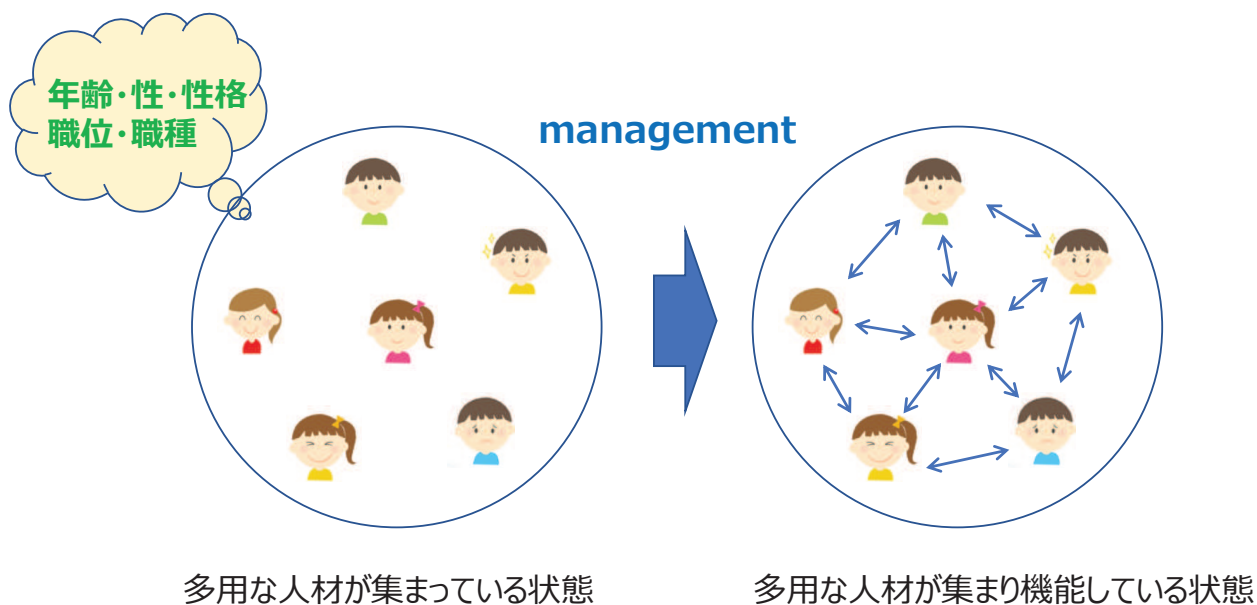 年齢・性・性格
職位・職種
management
多用な人材が集まっている状態
多用な人材が集まり機能している状態